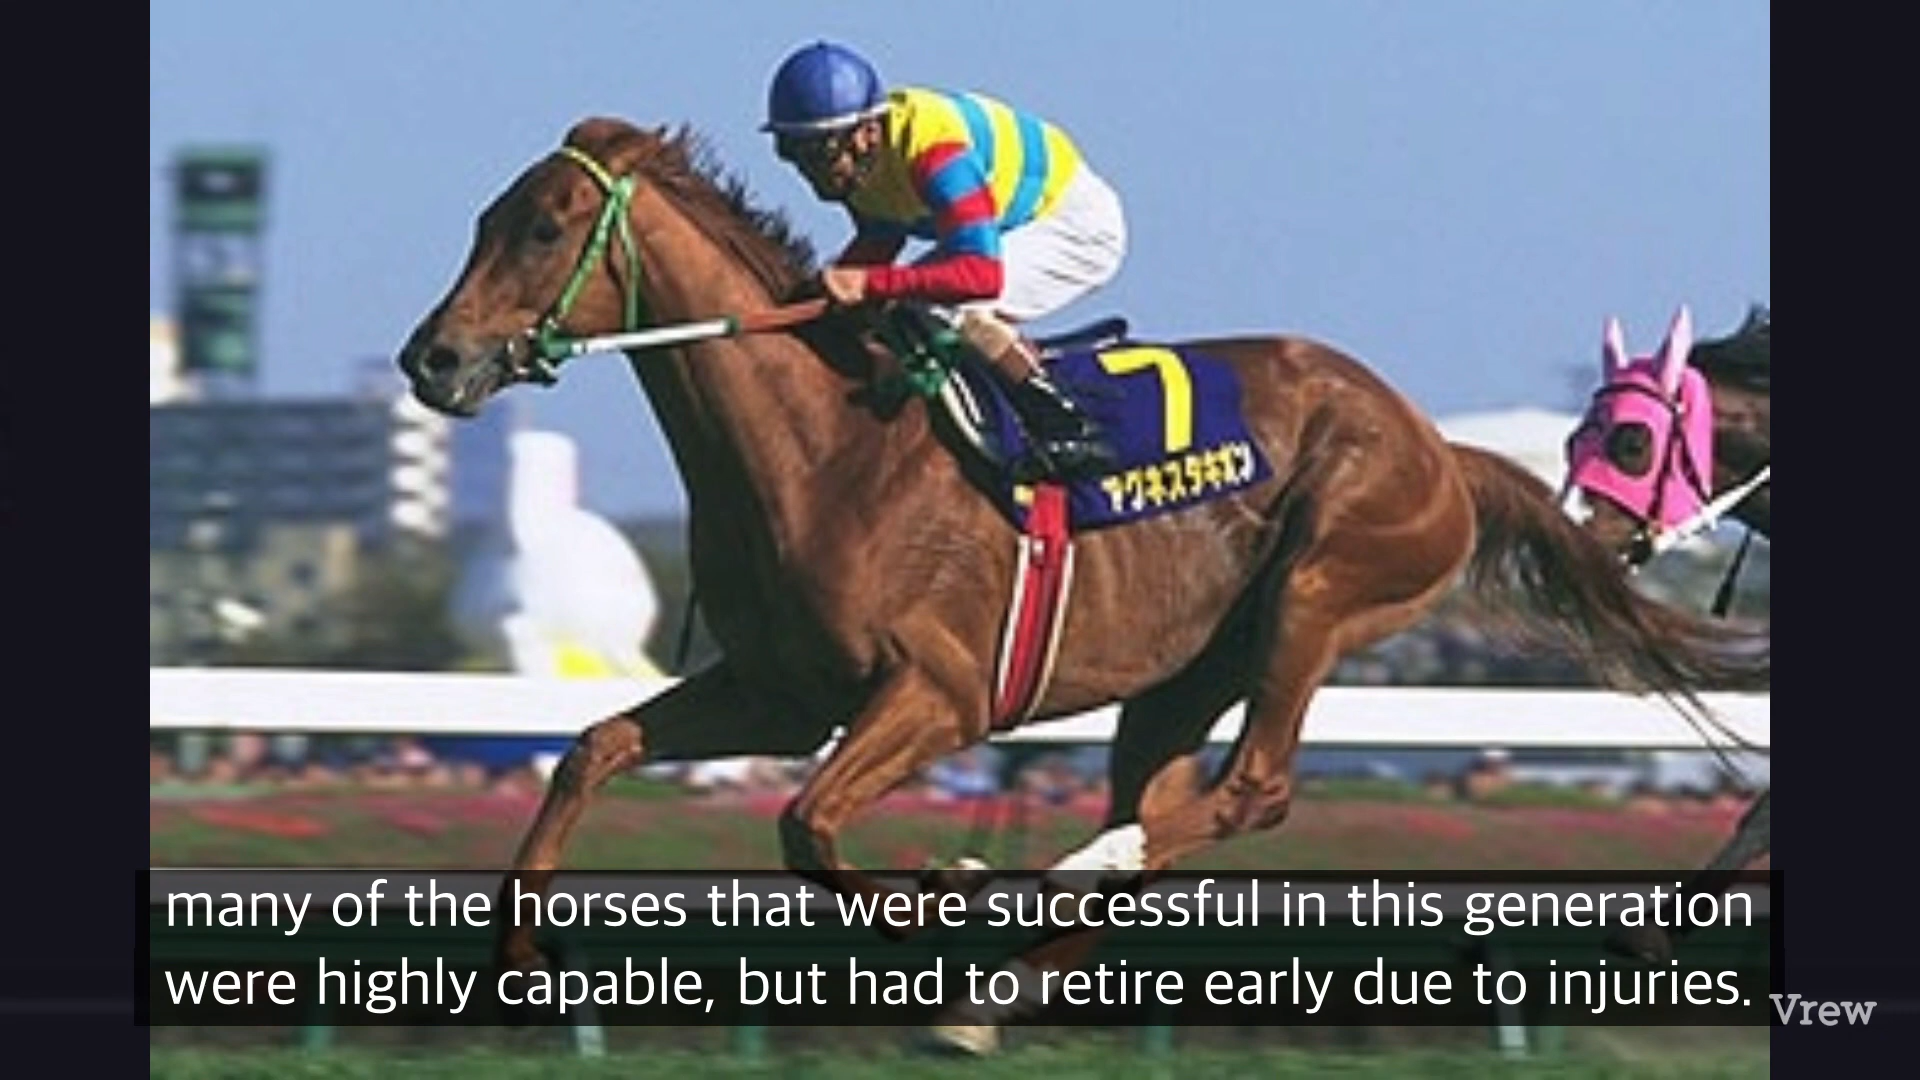 7
アグネスタキオン
many of the horses that were successful in this generation
were highly capable, but had to retire early due to injuries.
Vrew